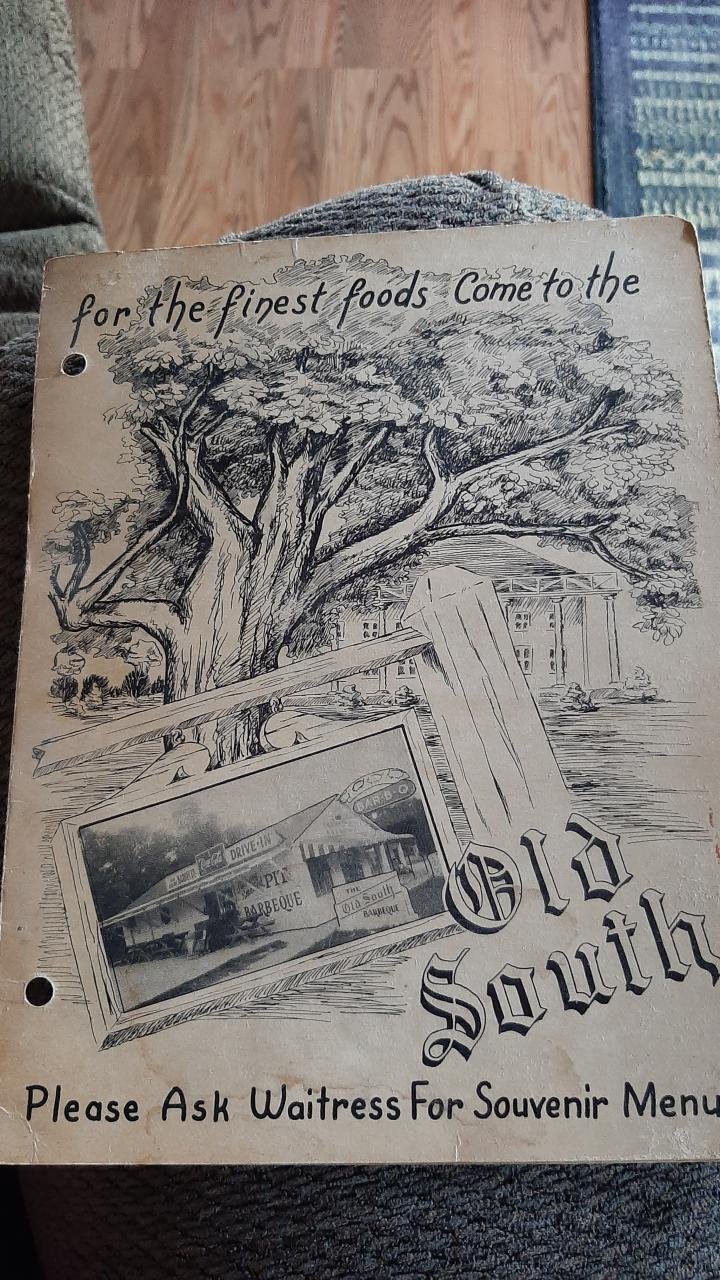 for the finest foods Come to the
BAR-B-Q
DRIVE-IN
PIT
BARBEQUE
THE
Old South
BARBEQUE
Old
South
Please Ask Waitress For Souvenir Menu